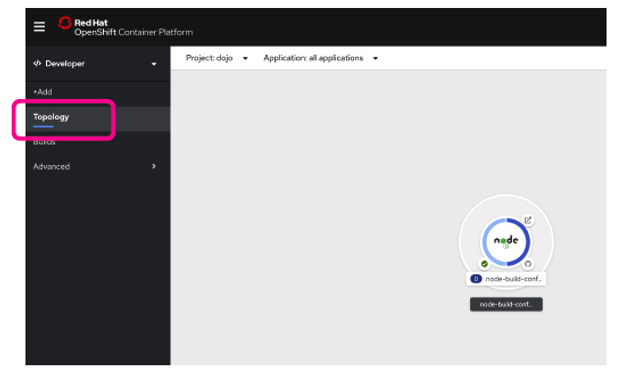 Red Hat
OpenShift Container Platform
Developer
Project: dojo
Application: all applications
+Add
Topology
Builds
Advanced
node
D node-build-conf..
node-build-conf..